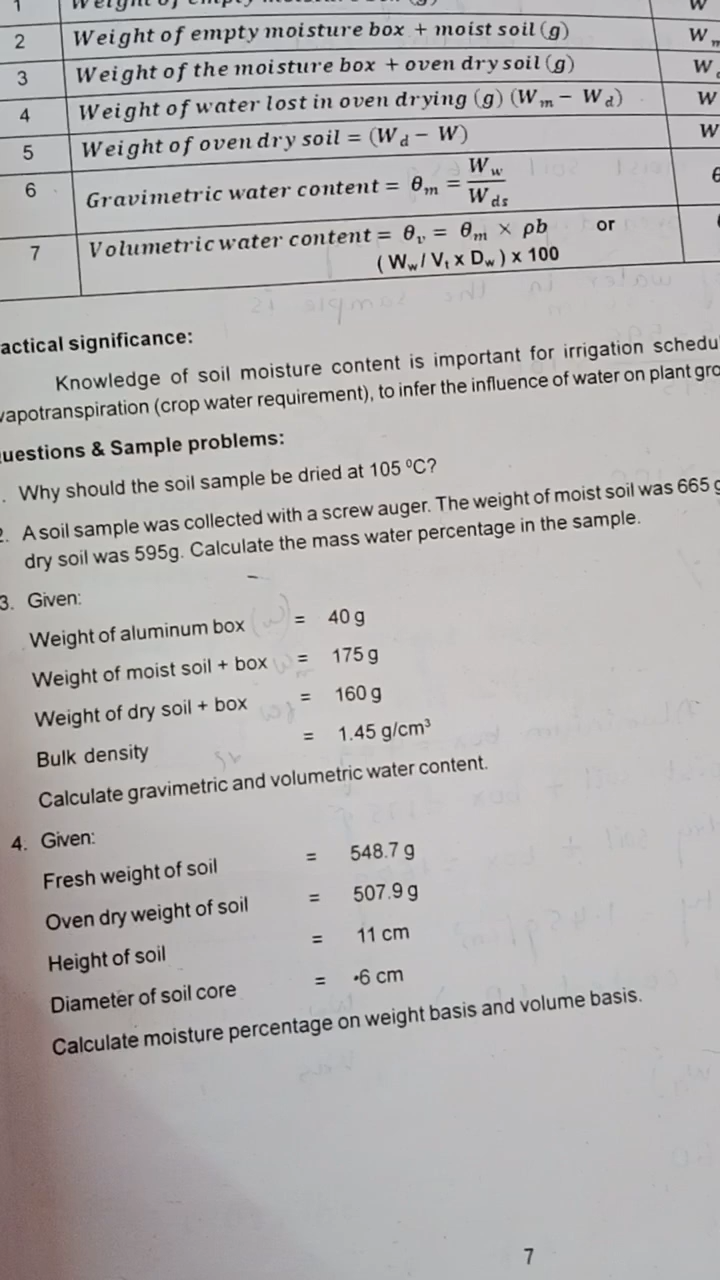 1 Weight of empty moisture box (g) W
2 Weight of empty moisture box + moist soil (g) W m
3 Weight of the moisture box + oven dry soil (g) W
4 Weight of water lost in oven drying (g) (W m − W d) W
5 Weight of oven dry soil = (W d − W) W
6 Gravimetric water content = θm = Ww / Wds
7 Volumetric water content = θv = θm × ρb or
(Ww / Vt x Dw) x 100
actical significance:
Knowledge of soil moisture content is important for irrigation schedu
vapotranspiration (crop water requirement), to infer the influence of water on plant gro
uestions & Sample problems:
. Why should the soil sample be dried at 105 ⁰C?
2. A soil sample was collected with a screw auger. The weight of moist soil was 665 g
dry soil was 595g. Calculate the mass water percentage in the sample.
3. Given:
Weight of aluminum box = 40 g
Weight of moist soil + box = 175 g
Weight of dry soil + box = 160 g
Bulk density = 1.45 g/cm³
Calculate gravimetric and volumetric water content.
4. Given:
Fresh weight of soil = 548.7 g
Oven dry weight of soil = 507.9 g
Height of soil = 11 cm
Diameter of soil core = 6 cm
Calculate moisture percentage on weight basis and volume basis.
7